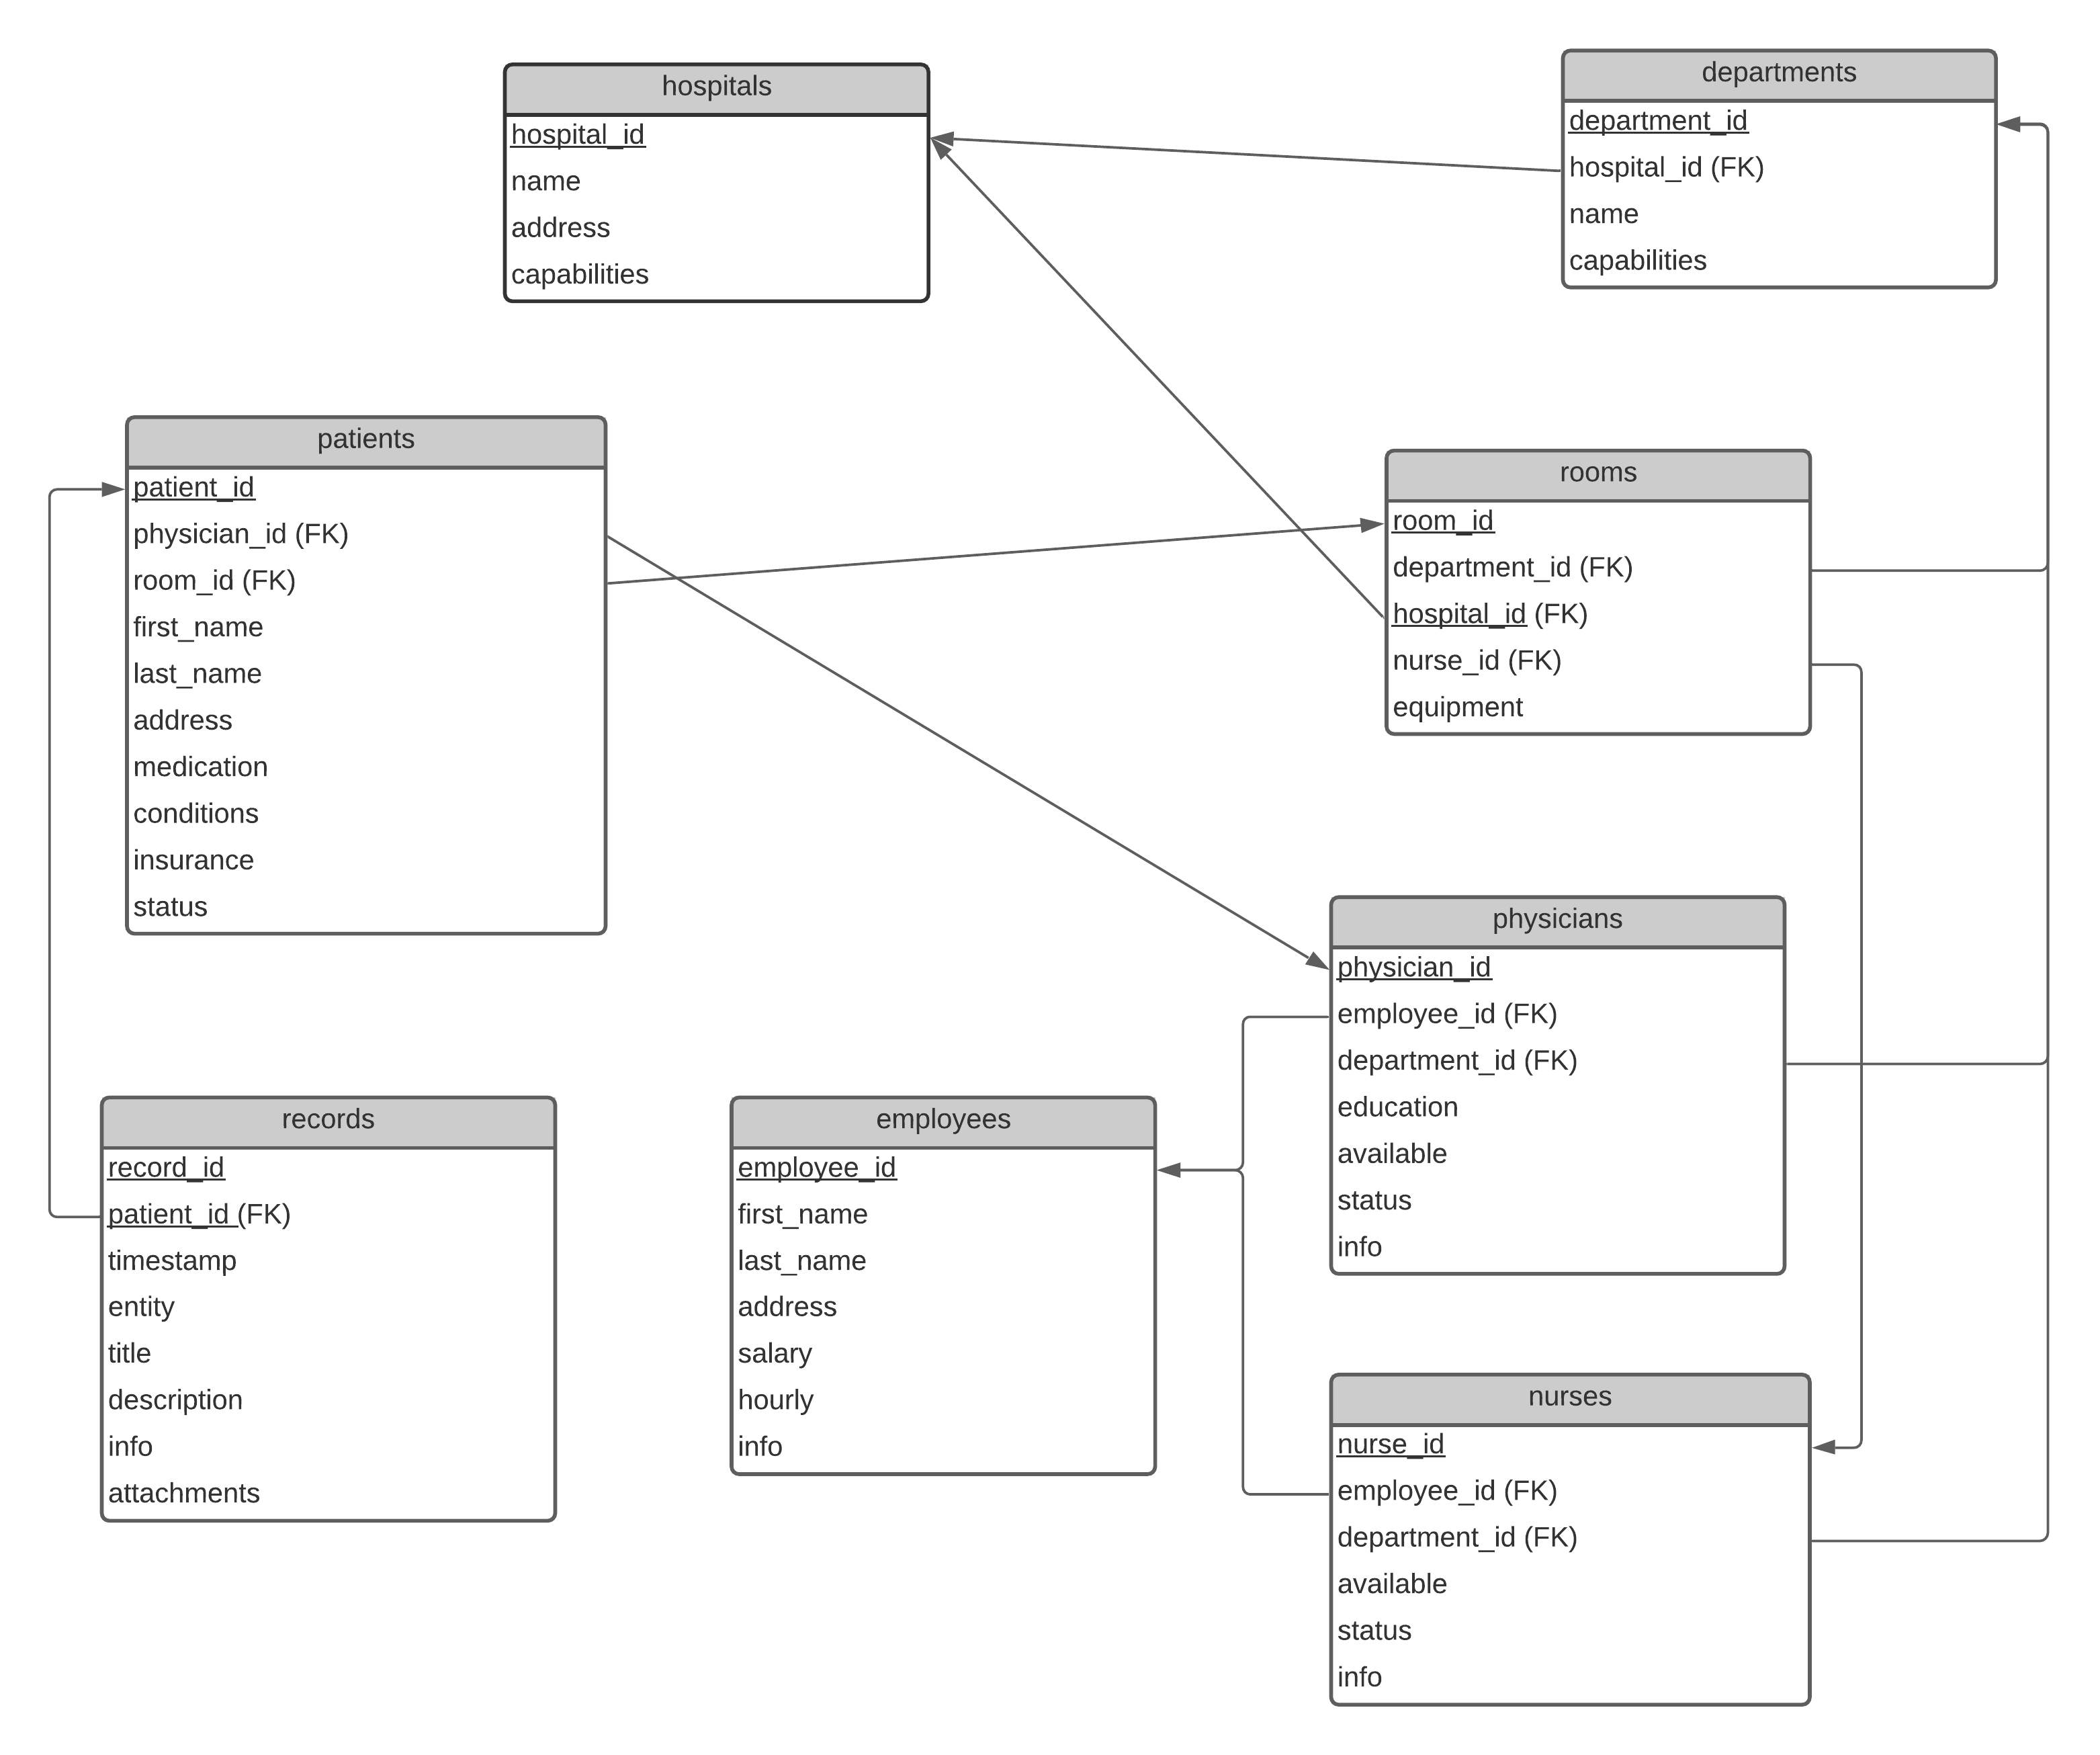 hospitals
hospital_id
name
address
capabilities
departments
department_id
hospital_id (FK)
name
capabilities
patients
patient_id
physician_id (FK)
room_id (FK)
first_name
last_name
address
medication
conditions
insurance
status
rooms
room_id
department_id (FK)
hospital_id (FK)
nurse_id (FK)
equipment
physicians
physician_id
employee_id (FK)
department_id (FK)
education
available
status
info
records
record_id
patient_id (FK)
timestamp
entity
title
description
info
attachments
employees
employee_id
first_name
last_name
address
salary
hourly
info
nurses
nurse_id
employee_id (FK)
department_id (FK)
available
status
info